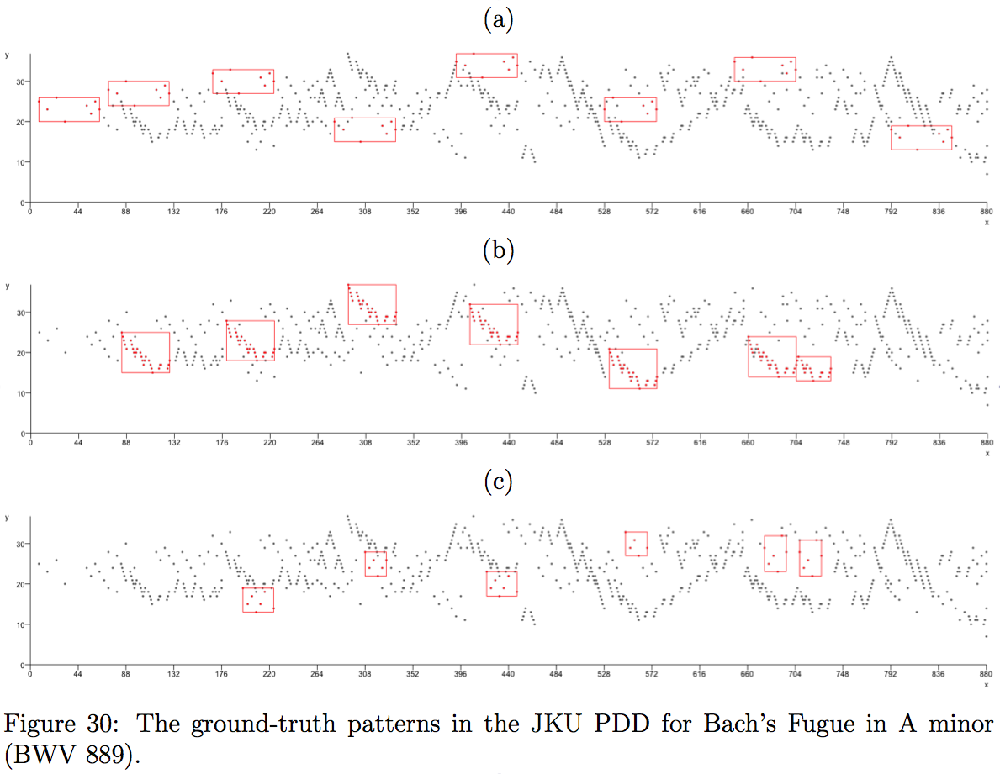 (a)
y
30
20
10
0
0 44 88 132 176 220 264 308 352 396 440 484 528 572 616 660 704 748 792 836 880
x
(b)
y
30
20
10
0
0 44 88 132 176 220 264 308 352 396 440 484 528 572 616 660 704 748 792 836 880
x
(c)
y
30
20
10
0
0 44 88 132 176 220 264 308 352 396 440 484 528 572 616 660 704 748 792 836 880
x
Figure 30: The ground-truth patterns in the JKU PDD for Bach's Fugue in A minor
(BWV 889).